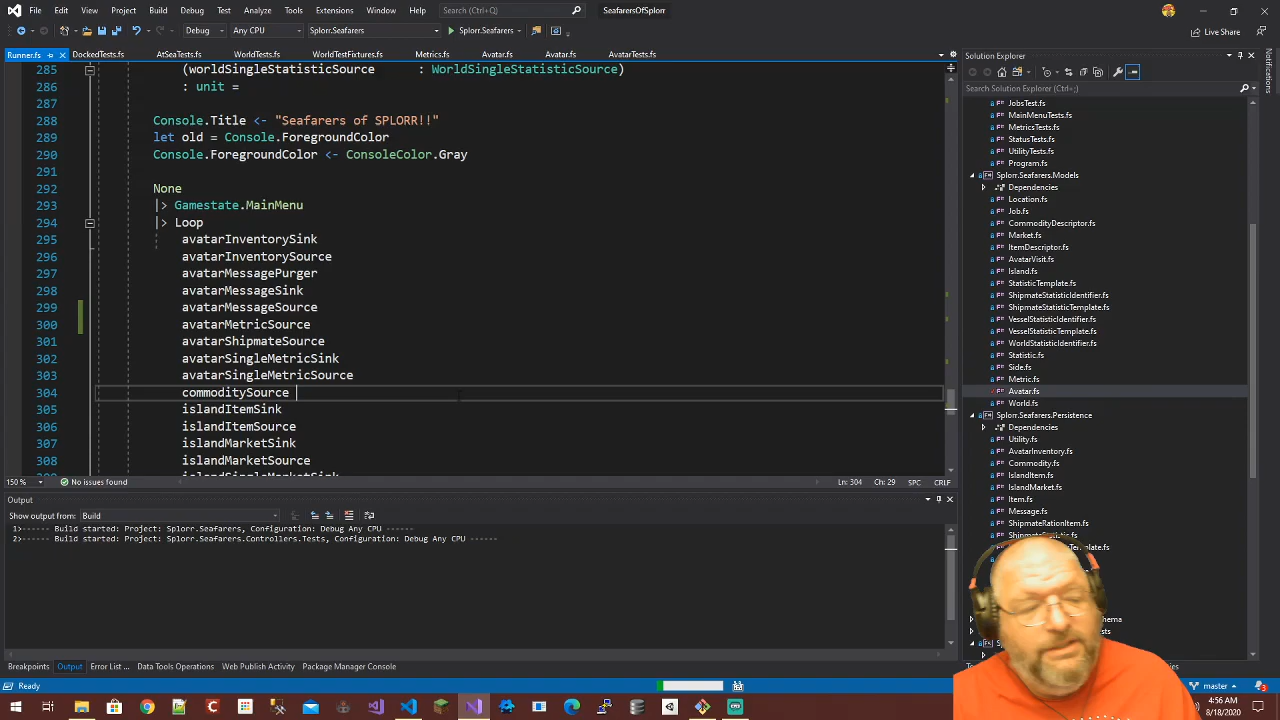 File Edit View Git Project Build Debug Test Analyze Tools Extensions Window Help Search (Ctrl+Q) SeafarersOfSplorr
Debug Any CPU Splorr.Seafarers Splorr.Seafarers Live Share
Runner.fs DockedTests.fs AtSeaTests.fs WorldTests.fs WorldTestFixtures.fs Metrics.fs Avatar.fs Avatar.fs AvatarTests.fs
285 (worldSingleStatisticSource : WorldSingleStatisticSource)
286 : unit =
287
288 Console.Title <- "Seafarers of SPLORR!!"
289 let old = Console.ForegroundColor
290 Console.ForegroundColor <- ConsoleColor.Gray
291
292 None
293 |> Gamestate.MainMenu
294 |> Loop
295 avatarInventorySink
296 avatarInventorySource
297 avatarMessagePurger
298 avatarMessageSink
299 avatarMessageSource
300 avatarMetricSource
301 avatarShipmateSource
302 avatarSingleMetricSink
303 avatarSingleMetricSource
304 commoditySource
305 islandItemSink
306 islandItemSource
307 islandMarketSink
308 islandMarketSource
150 % No issues found Ln: 304 Ch: 29 SPC CRLF
Output
Show output from: Build
1>------ Build started: Project: Splorr.SeaFarers, Configuration: Debug Any CPU ------
2>------ Build started: Project: Splorr.Seafarers.Controllers.Tests, Configuration: Debug Any CPU ------
Breakpoints Output Error List ... Data Tools Operations Web Publish Activity Package Manager Console
Solution Explorer
Search Solution Explorer (Ctrl+;)
JobsTest.fs
MainMenuTests.fs
MetricsTests.fs
StatusTests.fs
UtilityTests.fs
Program.fs
Splorr.Seafarers.Models
Dependencies
Location.fs
Job.fs
CommodityDescriptor.fs
Market.fs
ItemDescriptor.fs
AvatarVisit.fs
Island.fs
StatisticTemplate.fs
ShipmateStatisticIdentifier.fs
ShipmateStatisticTemplate.fs
VesselStatisticIdentifier.fs
VesselStatisticTemplate.fs
WorldStatisticIdentifier.fs
Statistic.fs
Side.fs
Metric.fs
Avatar.fs
World.fs
Splorr.Seafarers.Persistence
Dependencies
Utility.fs
AvatarInventory.fs
Commodity.fs
IslandItem.fs
IslandMarket.fs
Item.fs
Message.fs
ShipmateRationItem.fs
Notifications
Ready master 3
4:56 AM
8/18/2020